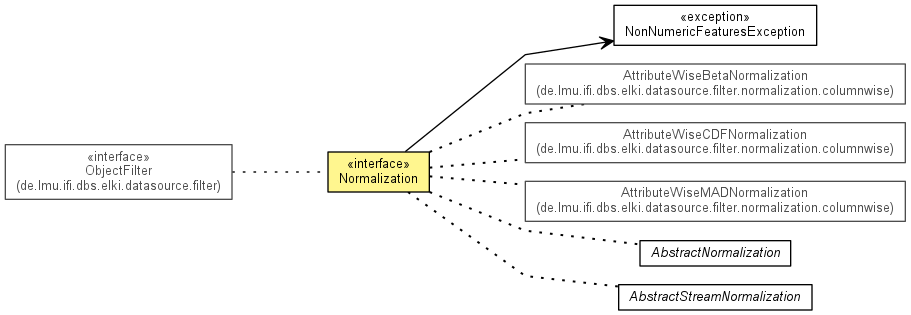 «exception»
NonNumericFeaturesException
AttributeWiseBetaNormalization
(de.lmu.ifi.dbs.elki.datasource.filter.normalization.columnwise)
AttributeWiseCDFNormalization
(de.lmu.ifi.dbs.elki.datasource.filter.normalization.columnwise)
«interface»
ObjectFilter
(de.lmu.ifi.dbs.elki.datasource.filter)
«interface»
Normalization
AttributeWiseMADNormalization
(de.lmu.ifi.dbs.elki.datasource.filter.normalization.columnwise)
AbstractNormalization
AbstractStreamNormalization